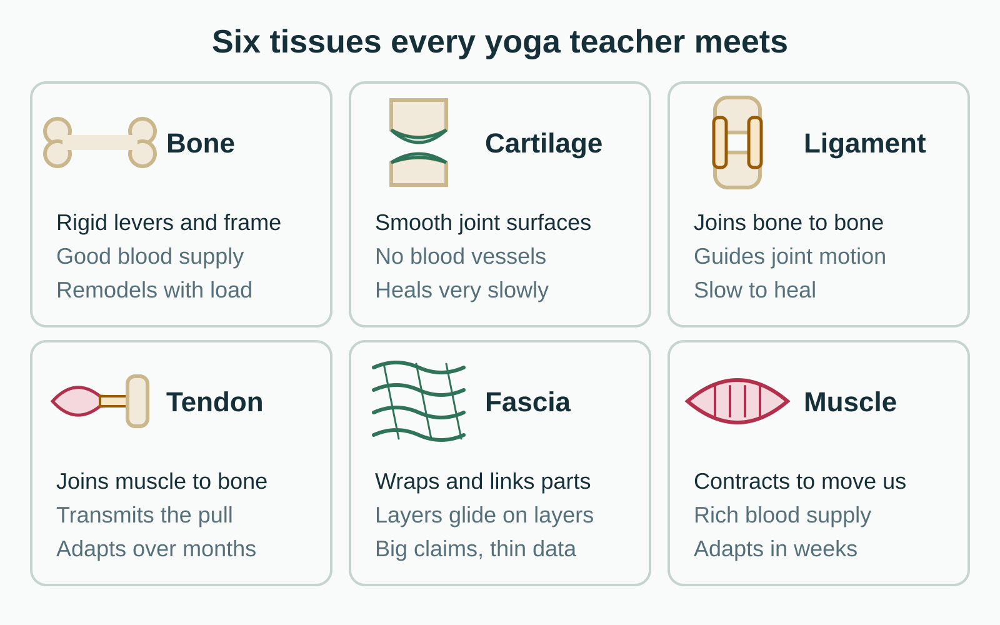 Six tissues every yoga teacher meets
Bone
Rigid levers and frame
Good blood supply
Remodels with load
Cartilage
Smooth joint surfaces
No blood vessels
Heals very slowly
Ligament
Joins bone to bone
Guides joint motion
Slow to heal
Tendon
Joins muscle to bone
Transmits the pull
Adapts over months
Fascia
Wraps and links parts
Layers glide on layers
Big claims, thin data
Muscle
Contracts to move us
Rich blood supply
Adapts in weeks